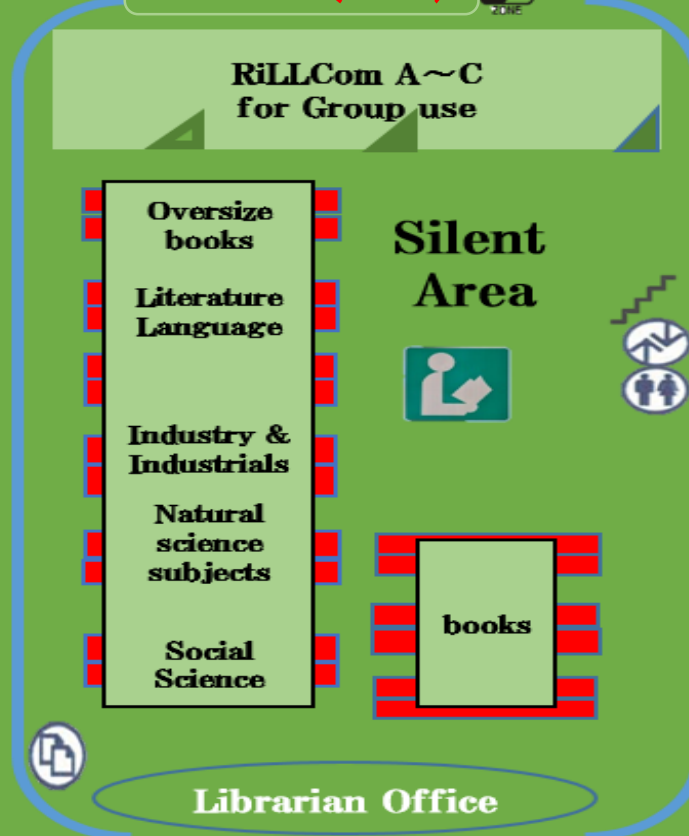 ZONE
RiLLCom A～C
for Group use
Oversize
books
Literature
Language
Industry &
Industrials
Natural
science
subjects
Social
Science
Silent
Area
books
Librarian Office